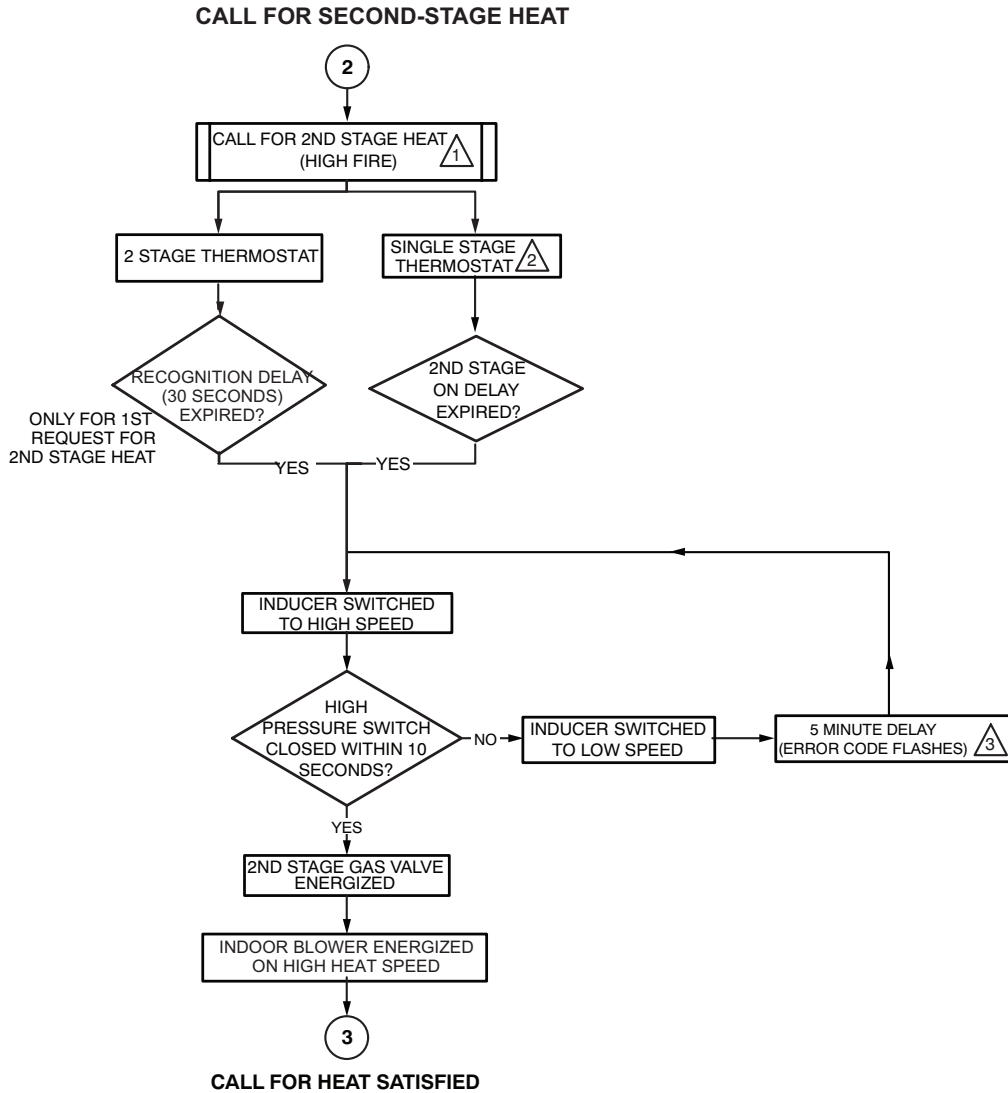 CALL FOR SECOND-STAGE HEAT
2
CALL FOR 2ND STAGE HEAT
(HIGH FIRE)
1
2 STAGE THERMOSTAT
SINGLE STAGE
THERMOSTAT
2
RECOGNITION DELAY
(30 SECONDS)
EXPIRED?
2ND STAGE
ON DELAY
EXPIRED?
ONLY FOR 1ST
REQUEST FOR
2ND STAGE HEAT
YES
YES
INDUCER SWITCHED
TO HIGH SPEED
HIGH
PRESSURE SWITCH
CLOSED WITHIN 10
SECONDS?
NO
INDUCER SWITCHED
TO LOW SPEED
5 MINUTE DELAY
(ERROR CODE FLASHES)
3
YES
2ND STAGE GAS VALVE
ENERGIZED
INDOOR BLOWER ENERGIZED
ON HIGH HEAT SPEED
3
CALL FOR HEAT SATISFIED